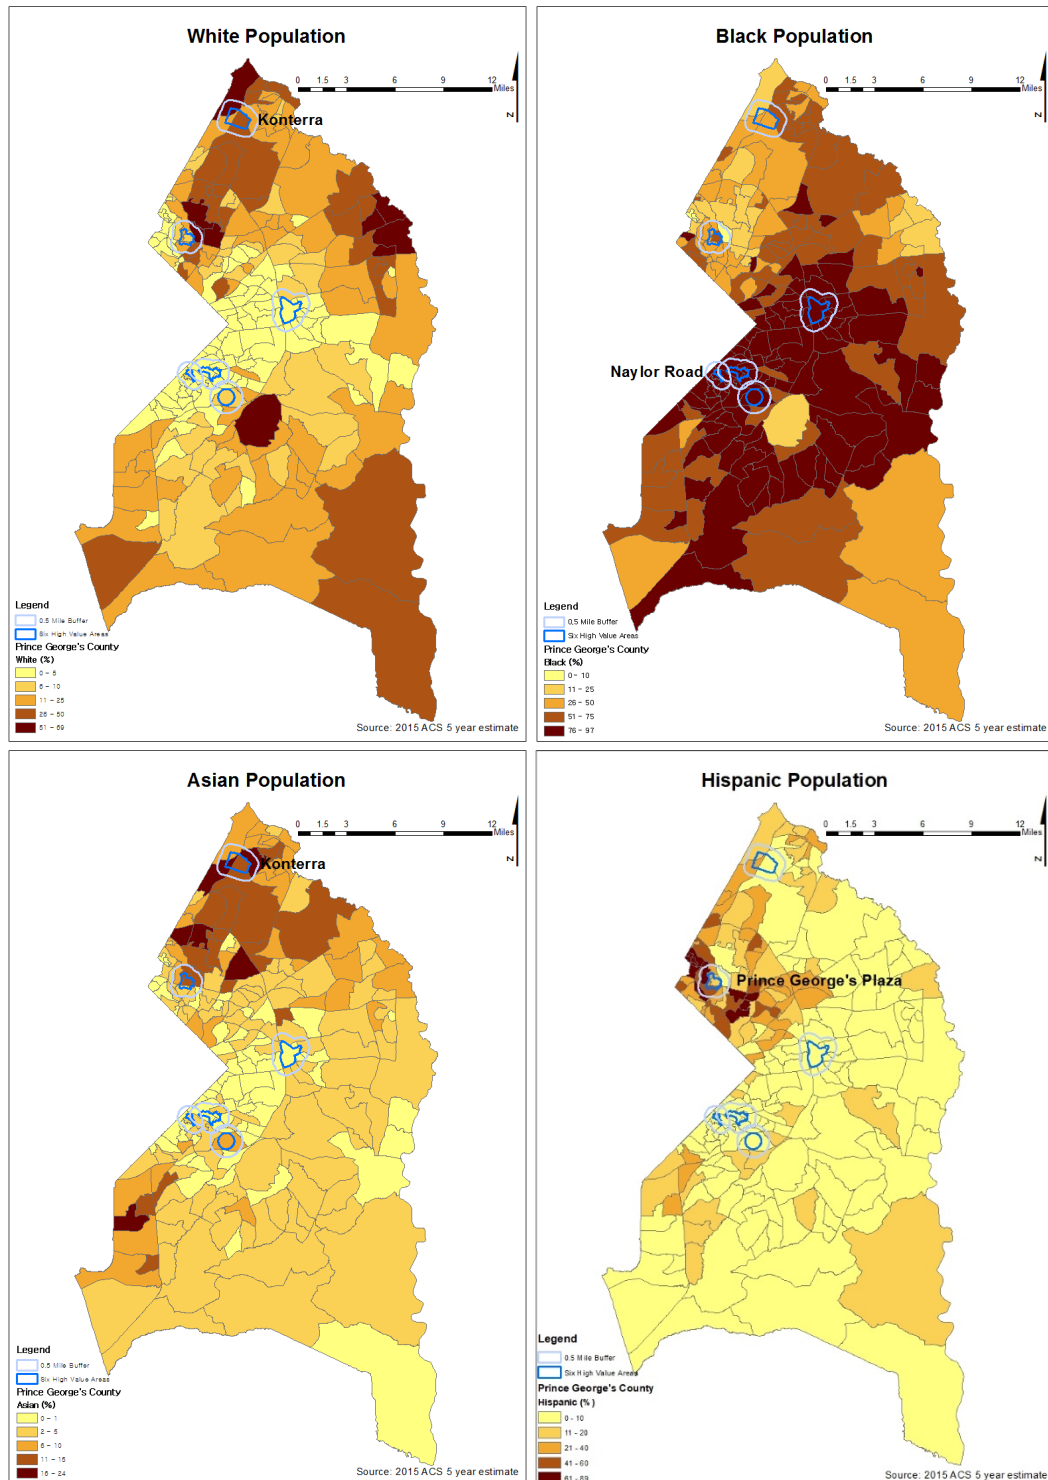 White Population
0 1.5 3 6 9 12
Miles
N
Konterra
Legend
0.5 Mile Buffer
Six High Value Areas
Prince George's County
White (%)
0 - 5
6 - 10
11 - 25
26 - 50
51 - 69
Source: 2015 ACS 5 year estimate
Black Population
0 1.5 3 6 9 12
Miles
N
Naylor Road
Legend
0.5 Mile Buffer
Six High Value Areas
Prince George's County
Black (%)
0 - 10
11 - 25
26 - 50
51 - 75
76 - 97
Source: 2015 ACS 5 year estimate
Asian Population
0 1.5 3 6 9 12
Miles
N
Konterra
Legend
0.5 Mile Buffer
Six High Value Areas
Prince George's County
Asian (%)
0 - 1
2 - 5
6 - 10
11 - 15
16 - 24
Source: 2015 ACS 5 year estimate
Hispanic Population
0 1.5 3 6 9 12
Miles
N
Prince George's Plaza
Legend
0.5 Mile Buffer
Six High Value Areas
Prince George's County
Hispanic (%)
0 - 10
11 - 20
21 - 40
41 - 60
61 - 89
Source: 2015 ACS 5 year estimate